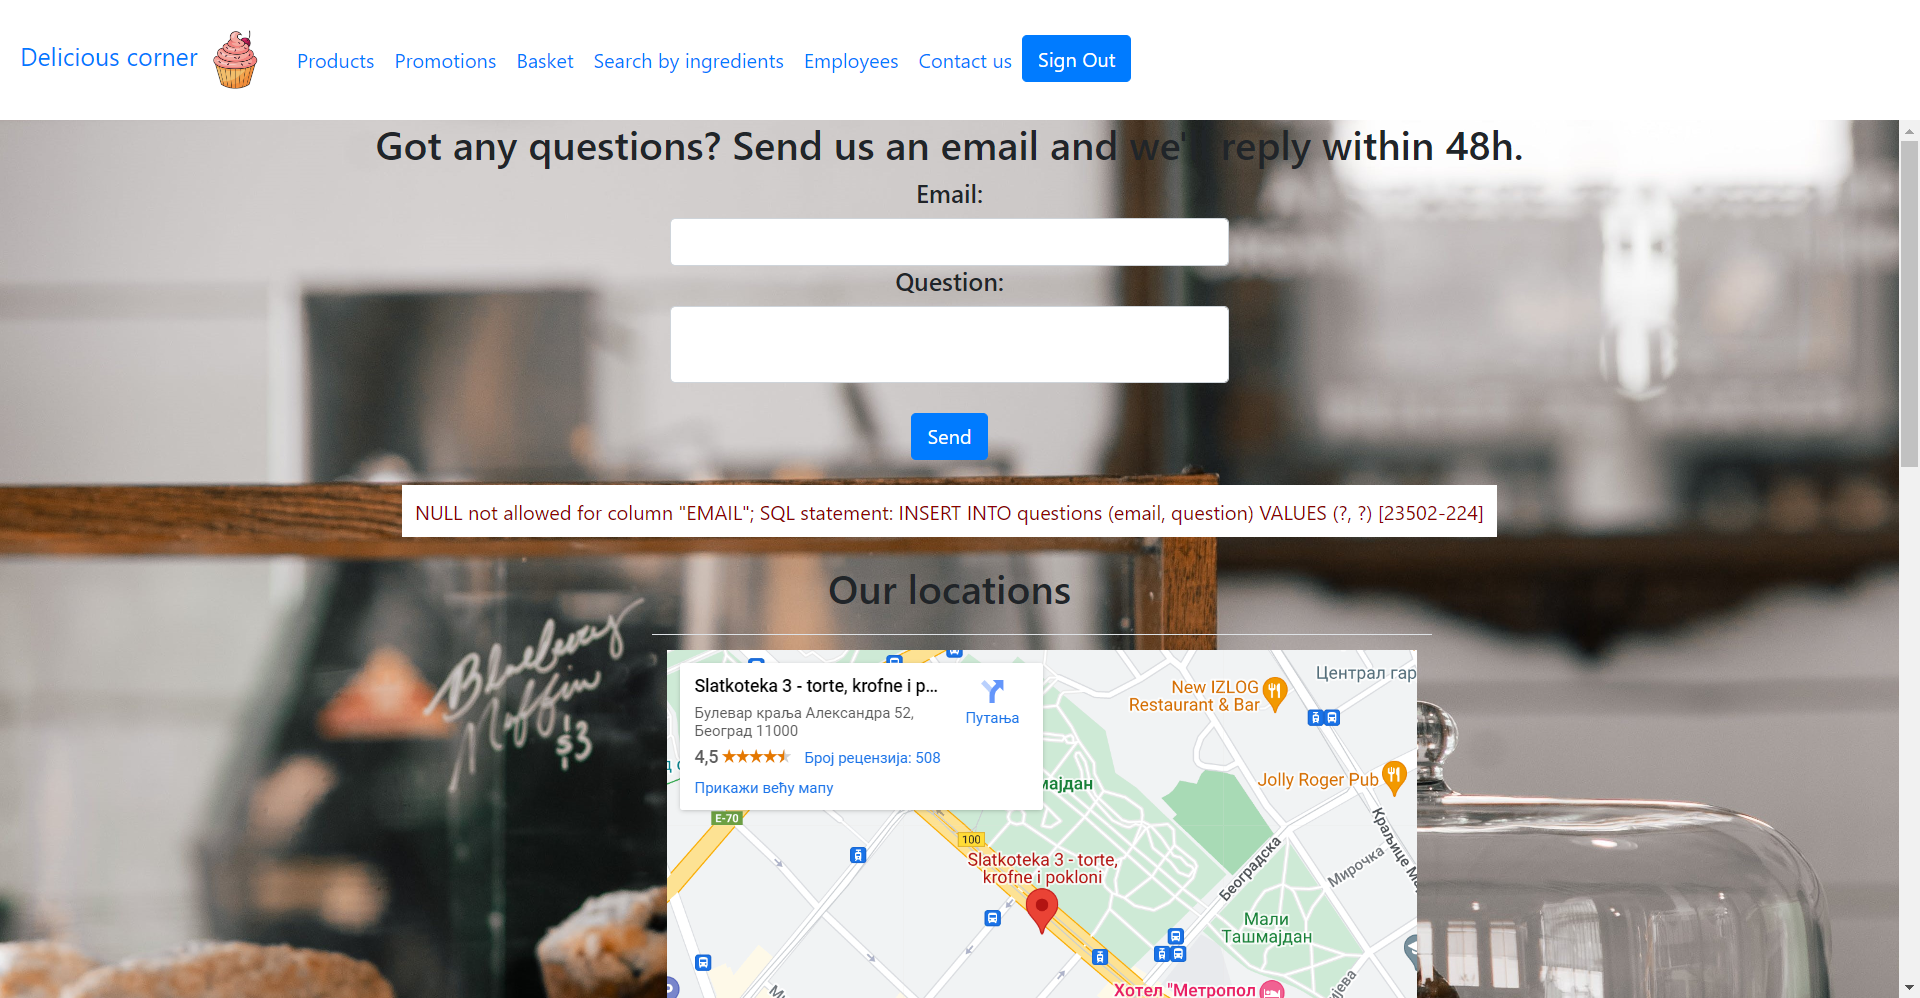 Delicious corner
Products Promotions Basket Search by ingredients Employees Contact us Sign Out
Got any questions? Send us an email and we' reply within 48h.
Email:
Question:
Send
NULL not allowed for column "EMAIL"; SQL statement: INSERT INTO questions (email, question) VALUES (?, ?) [23502-224]
Our locations
Blueberry
Muffin
$3
Slatkoteka 3 - torte, krofne i p...
Булевар краља Александра 52,
Београд 11000
Путања
4,5 Број рецензија: 508
Прикажи већу мапу
Централ гар
New IZLOG
Restaurant & Bar
Jolly Roger Pub
мајдан
E-70
100
Slatkoteka 3 - torte,
krofne i pokloni
Београдска
Мирочка
Краљице Ма
Мали
Ташмајдан
Хотел "Метропол